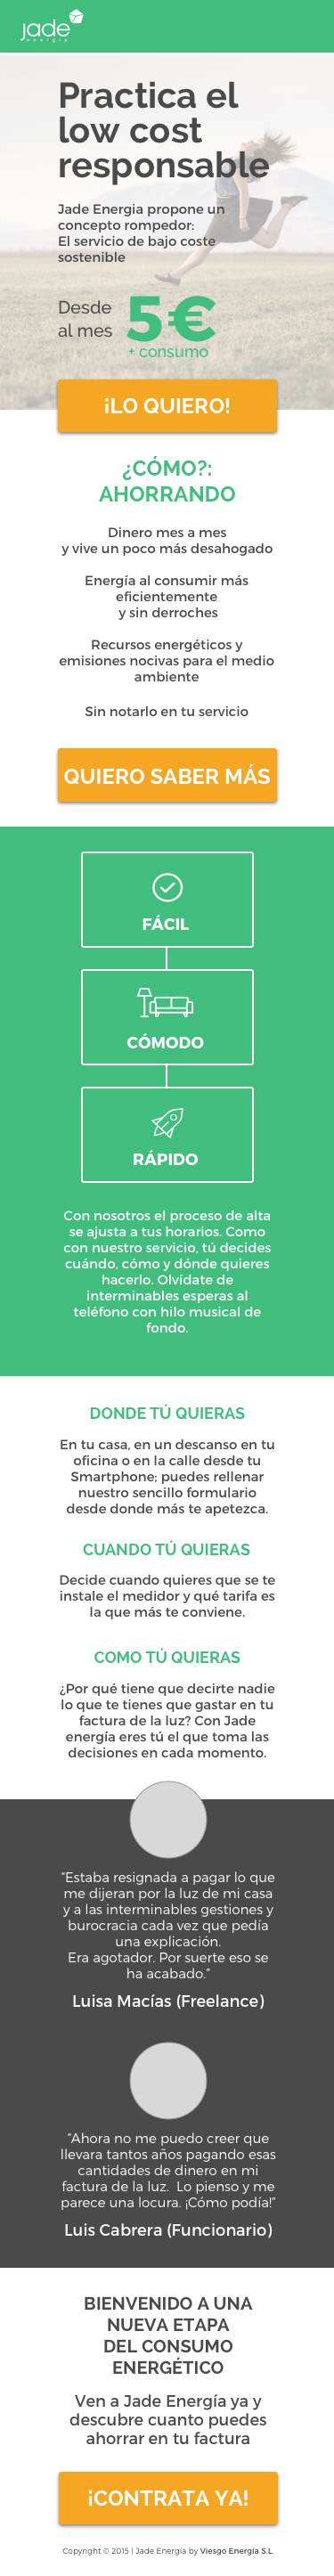 jade
energía
Practica el
low cost
responsable
Jade Energia propone un
concepto rompedor:
El servicio de bajo coste
sostenible
Desde
al mes
5€
+ consumo
¡LO QUIERO!
¿CÓMO?:
AHORRANDO
Dinero mes a mes
y vive un poco más desahogado
Energía al consumir más
eficientemente
y sin derroches
Recursos energéticos y
emisiones nocivas para el medio
ambiente
Sin notarlo en tu servicio
QUIERO SABER MÁS
FÁCIL
CÓMODO
RÁPIDO
Con nosotros el proceso de alta
se ajusta a tus horarios. Como
con nuestro servicio, tú decides
cuándo, cómo y dónde quieres
hacerlo. Olvídate de
interminables esperas al
teléfono con hilo musical de
fondo.
DONDE TÚ QUIERAS
En tu casa, en un descanso en tu
oficina o en la calle desde tu
Smartphone; puedes rellenar
nuestro sencillo formulario
desde donde más te apetezca.
CUANDO TÚ QUIERAS
Decide cuando quieres que se te
instale el medidor y qué tarifa es
la que más te conviene.
COMO TÚ QUIERAS
¿Por qué tiene que decirte nadie
lo que te tienes que gastar en tu
factura de la luz? Con Jade
energía eres tú el que toma las
decisiones en cada momento.
“Estaba resignada a pagar lo que
me dijeran por la luz de mi casa
y a las interminables gestiones y
burocracia cada vez que pedía
una explicación.
Era agotador. Por suerte eso se
ha acabado.”
Luisa Macías (Freelance)
“Ahora no me puedo creer que
llevara tantos años pagando esas
cantidades de dinero en mi
factura de la luz. Lo pienso y me
parece una locura. ¡Cómo podía!”
Luis Cabrera (Funcionario)
BIENVENIDO A UNA
NUEVA ETAPA
DEL CONSUMO
ENERGÉTICO
Ven a Jade Energía ya y
descubre cuanto puedes
ahorrar en tu factura
¡CONTRATA YA!
Copyright © 2015 | Jade Energía by Viesgo Energía S.L.